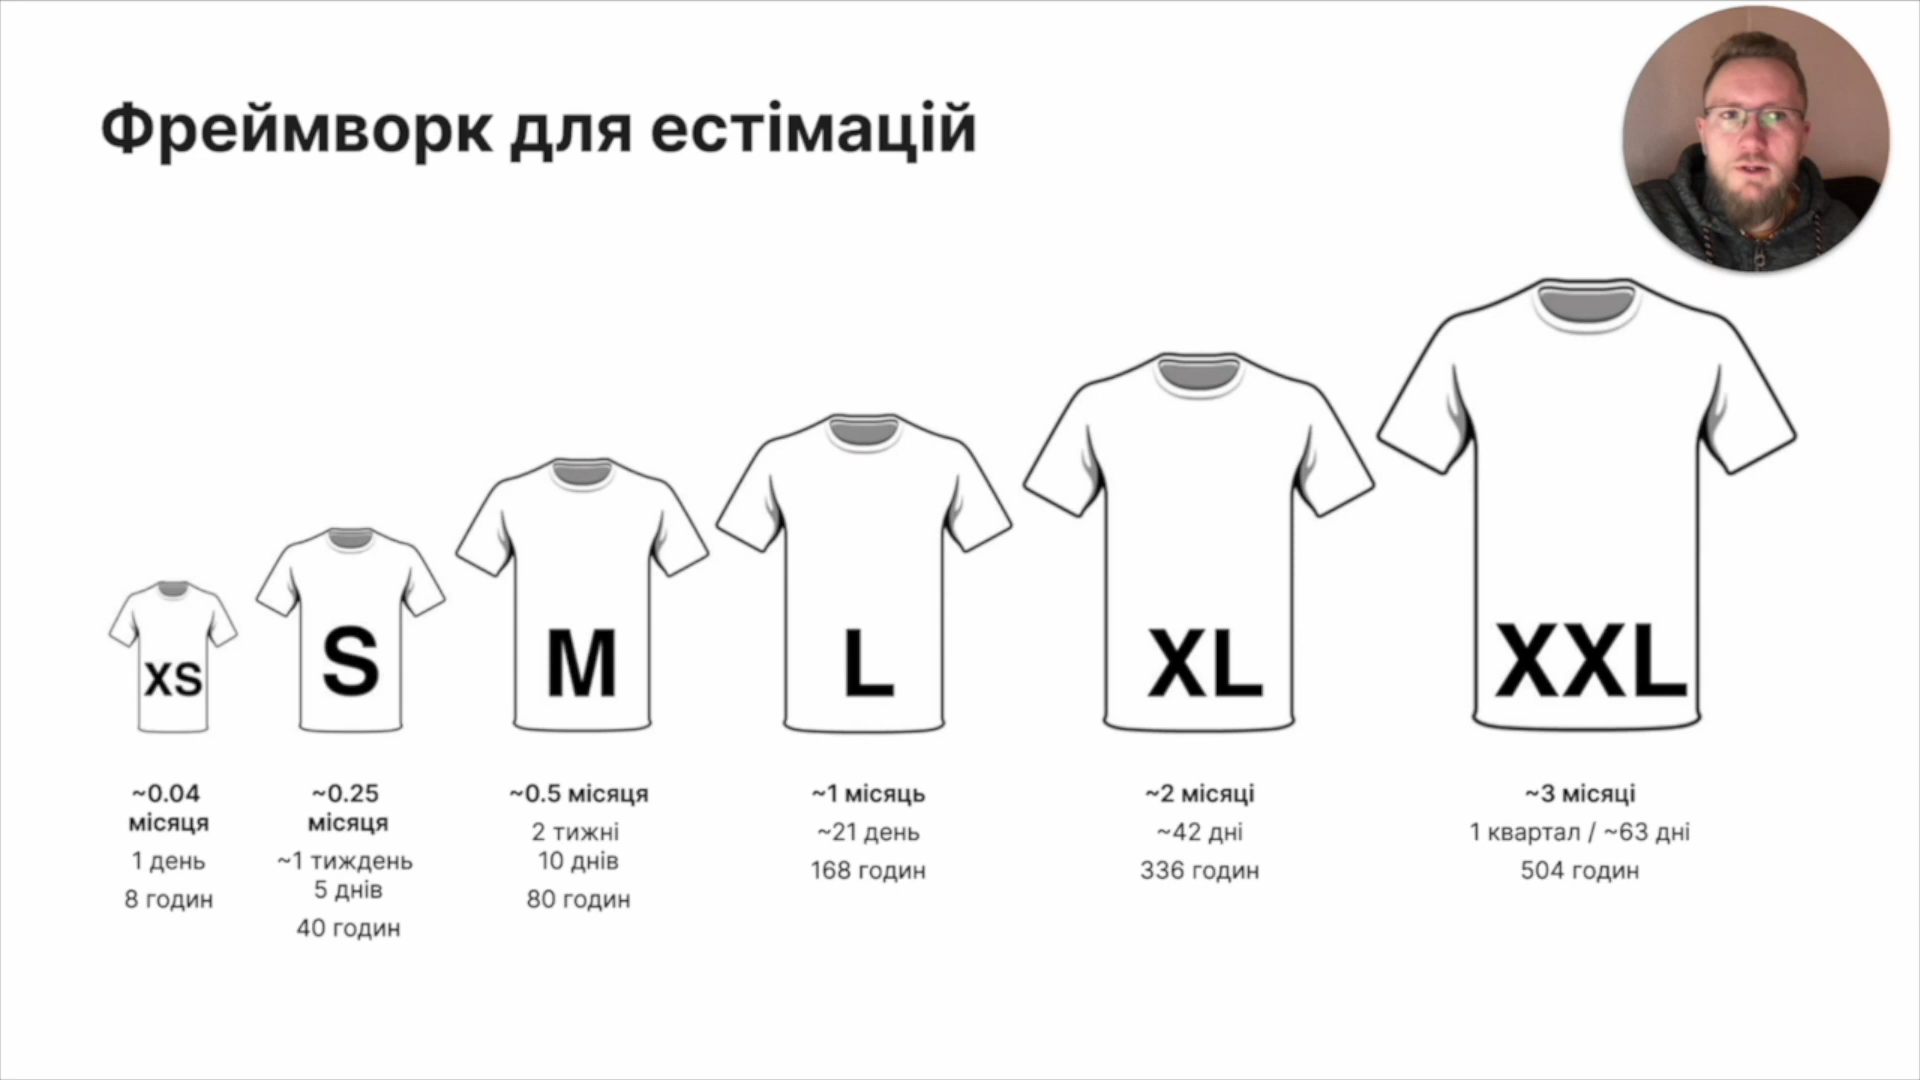 Фреймворк для естімацій
XS
S
M
L
XL
XXL
~0.04
місяця
1 день
8 годин
~0.25
місяця
~1 тиждень
5 днів
40 годин
~0.5 місяця
2 тижні
10 днів
80 годин
~1 місяць
~21 день
168 годин
~2 місяці
~42 дні
336 годин
~3 місяці
1 квартал / ~63 дні
504 годин